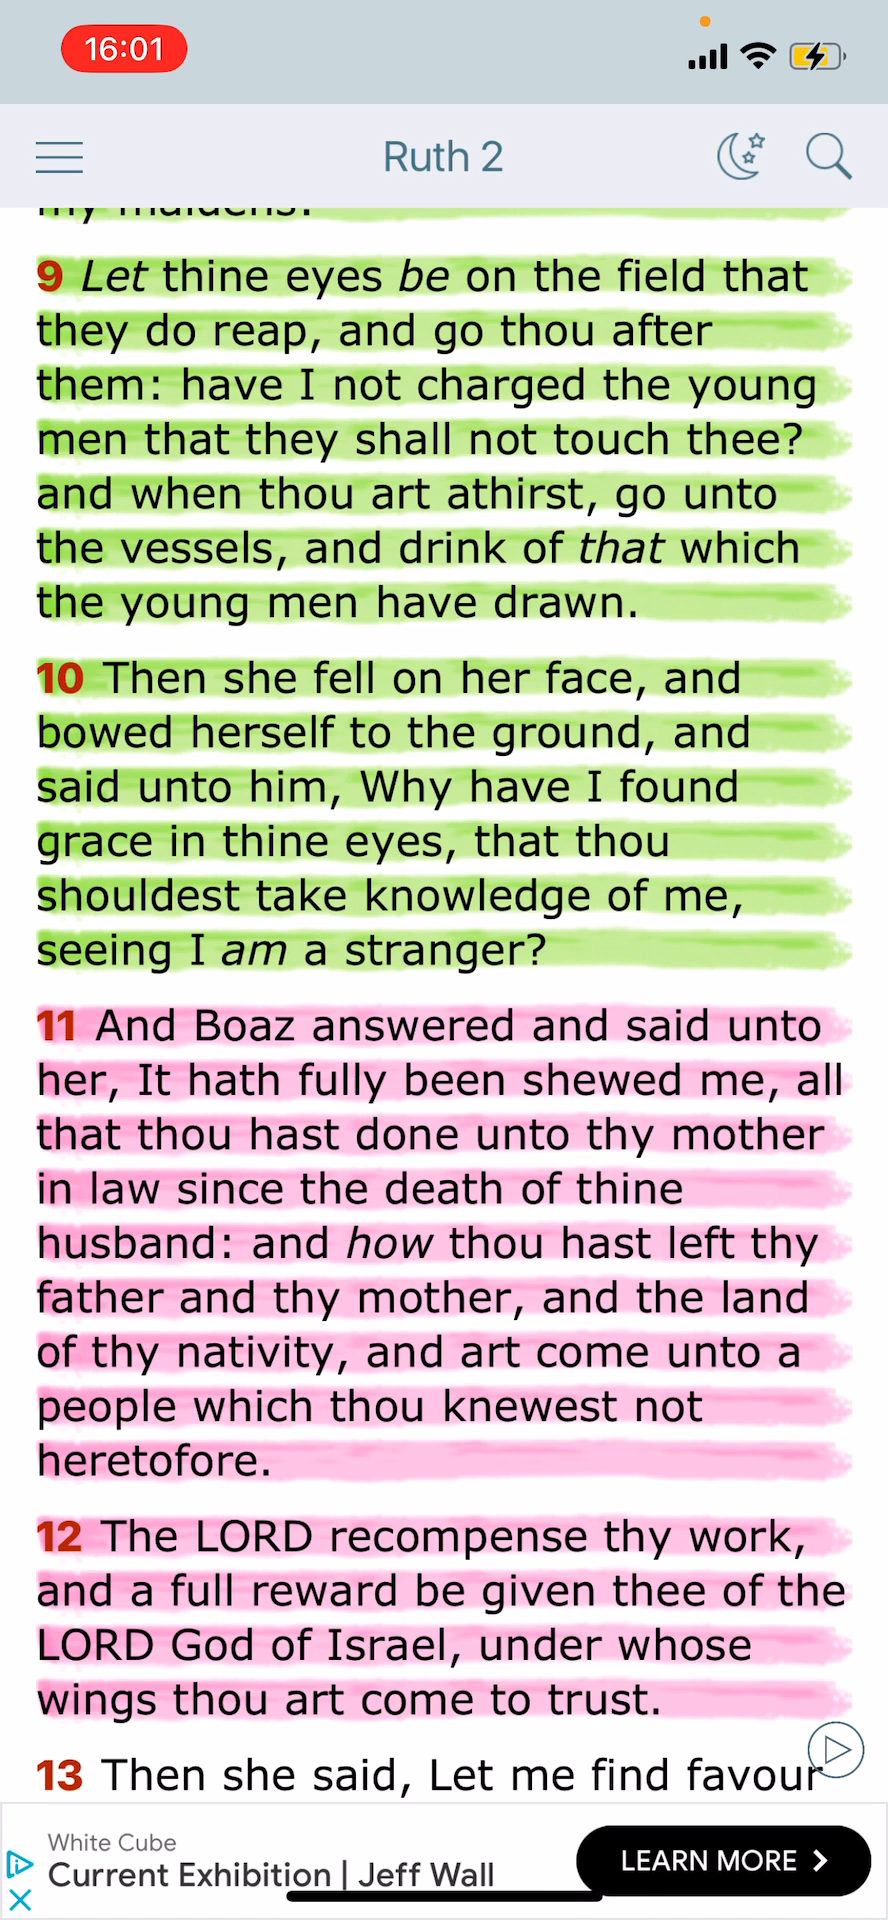 16:01
Ruth 2
my maidens:
9 Let thine eyes be on the field that
they do reap, and go thou after
them: have I not charged the young
men that they shall not touch thee?
and when thou art athirst, go unto
the vessels, and drink of that which
the young men have drawn.
10 Then she fell on her face, and
bowed herself to the ground, and
said unto him, Why have I found
grace in thine eyes, that thou
shouldest take knowledge of me,
seeing I am a stranger?
11 And Boaz answered and said unto
her, It hath fully been shewed me, all
that thou hast done unto thy mother
in law since the death of thine
husband: and how thou hast left thy
father and thy mother, and the land
of thy nativity, and art come unto a
people which thou knewest not
heretofore.
12 The LORD recompense thy work,
and a full reward be given thee of the
LORD God of Israel, under whose
wings thou art come to trust.
13 Then she said, Let me find favour
White Cube
Current Exhibition | Jeff Wall
LEARN MORE